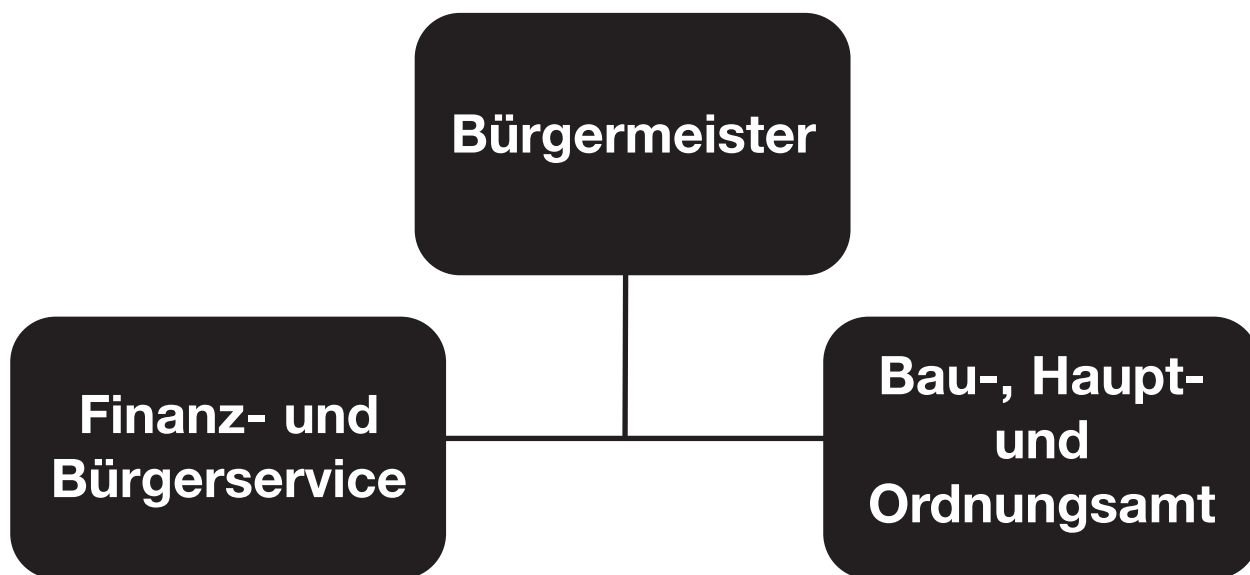 Bürgermeister
Finanz- und
Bürgerservice
Bau-, Haupt-
und
Ordnungsamt